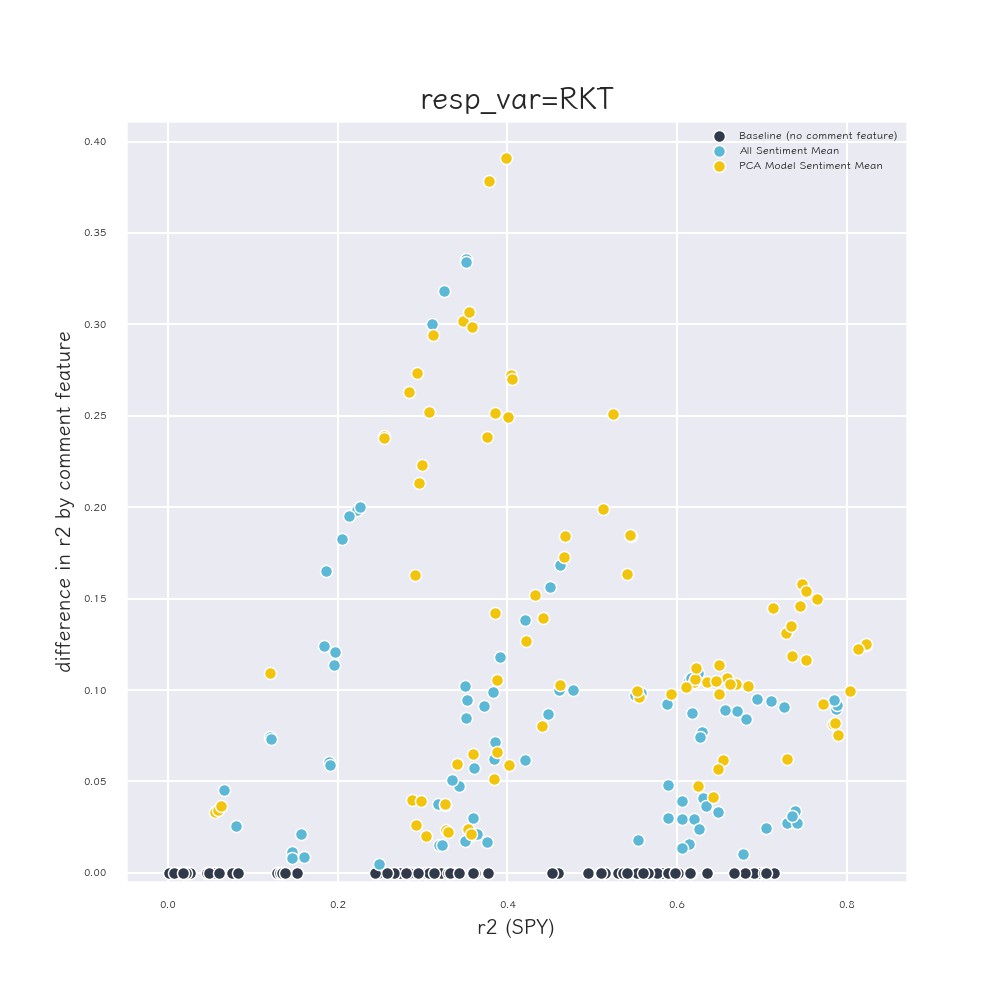 resp_var=RKT
Baseline (no comment feature)
All Sentiment Mean
PCA Model Sentiment Mean
difference in r2 by comment feature
0.40
0.35
0.30
0.25
0.20
0.15
0.10
0.05
0.00
0.0 0.2 0.4 0.6 0.8
r2 (SPY)